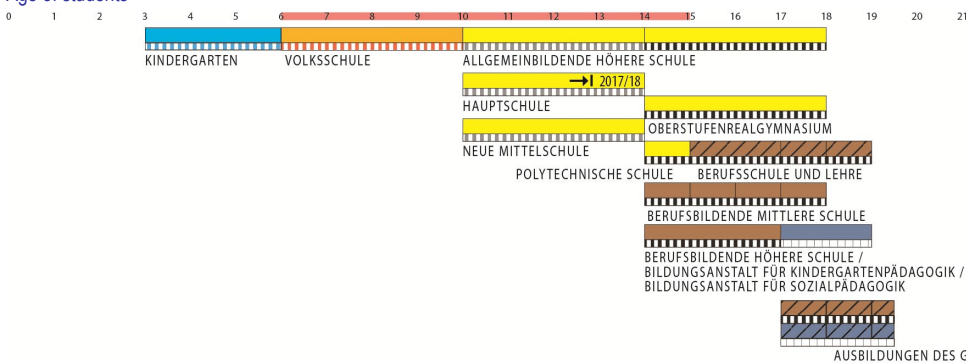 Age of students
0 1 2 3 4 5 6 7 8 9 10 11 12 13 14 15 16 17 18 19 20 21
KINDERGARTEN VOLKSSCHULE ALLGEMEINBILDENDE HÖHERE SCHULE
2017/18
HAUPTSCHULE
OBERSTUFENREALGYMNASIUM
NEUE MITTELSCHULE
POLYTECHNISCHE SCHULE BERUFSSCHULE UND LEHRE
BERUFSBILDENDE MITTLERE SCHULE
BERUFSBILDENDE HÖHERE SCHULE /
BILDUNGSANSTALT FÜR KINDERGARTENPÄDAGOGIK /
BILDUNGSANSTALT FÜR SOZIALPÄDAGOGIK
AUSBILDUNGEN DES G